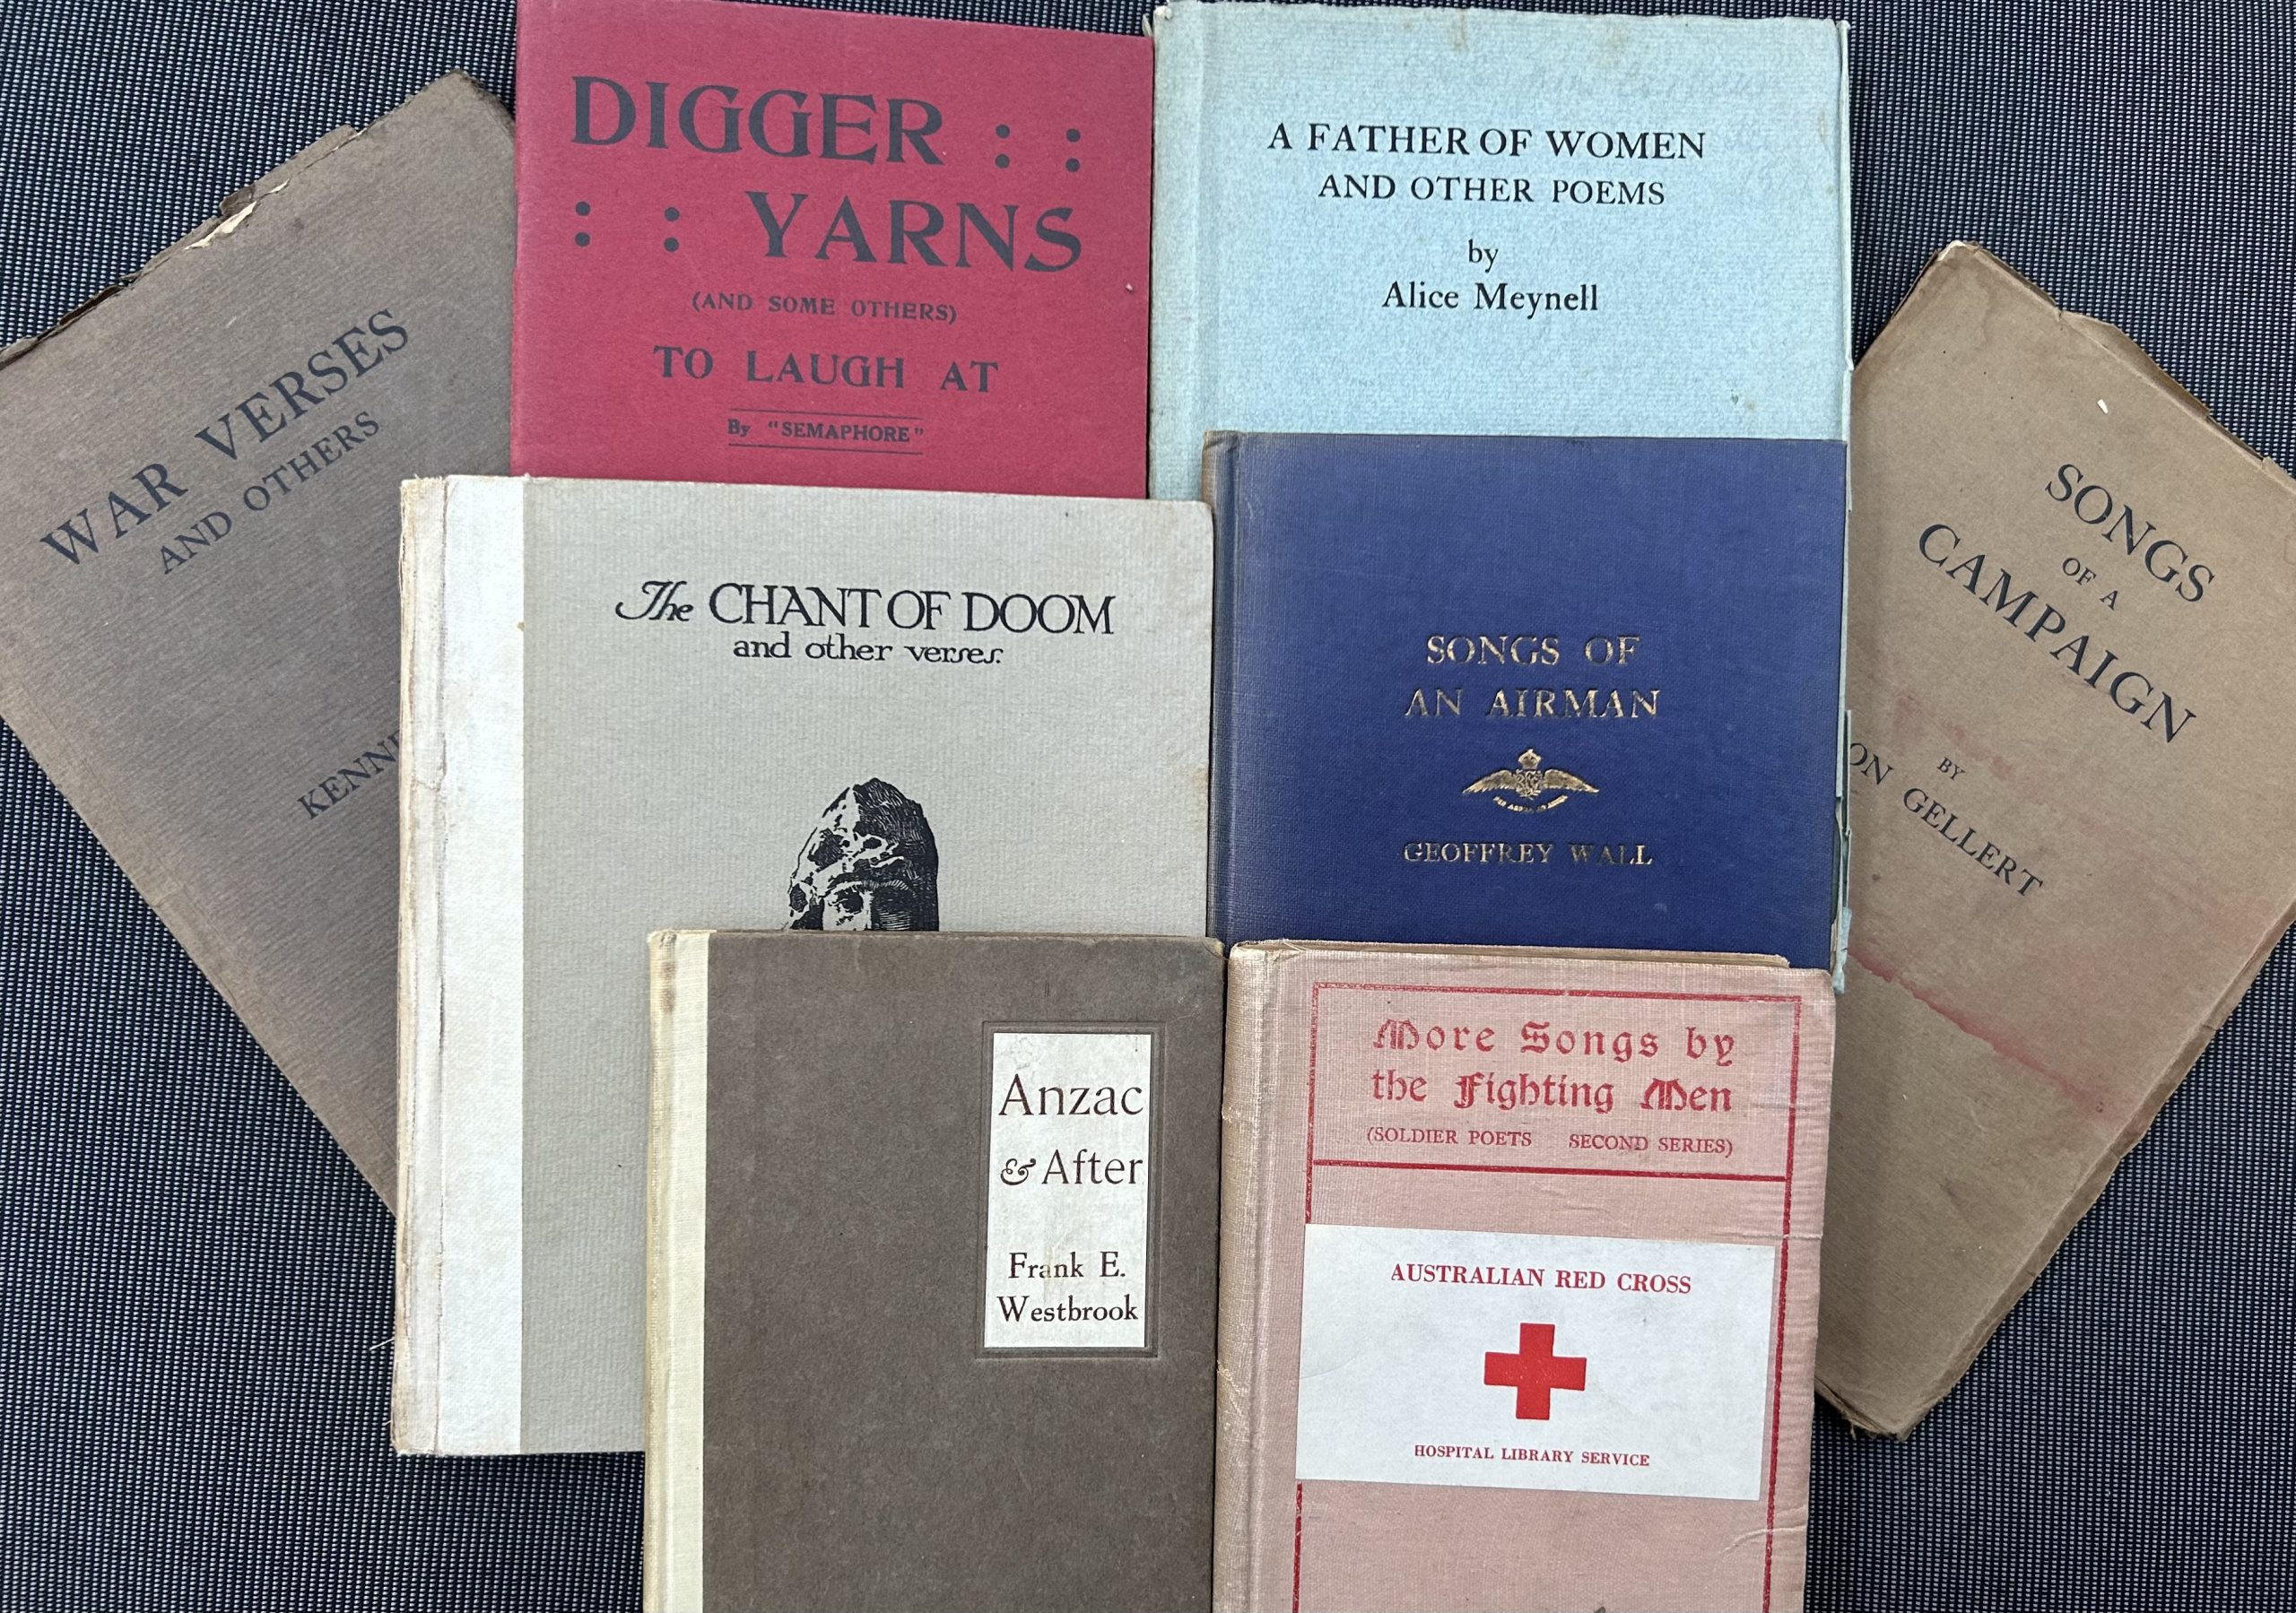 WAR VERSES
AND OTHERS
DIGGER : :
: : YARNS
(AND SOME OTHERS)
TO LAUGH AT
By "SEMAPHORE"
A FATHER OF WOMEN
AND OTHER POEMS
by
Alice Meynell
SONGS
OF A
CAMPAIGN
BY
ON GELLERT
The CHANT OF DOOM
and other verses.
SONGS OF
AN AIRMAN
GEOFFREY WALL
Anzac
& After
Frank E.
Westbrook
More Songs by
the Fighting Men
(SOLDIER POETS SECOND SERIES)
AUSTRALIAN RED CROSS
HOSPITAL LIBRARY SERVICE